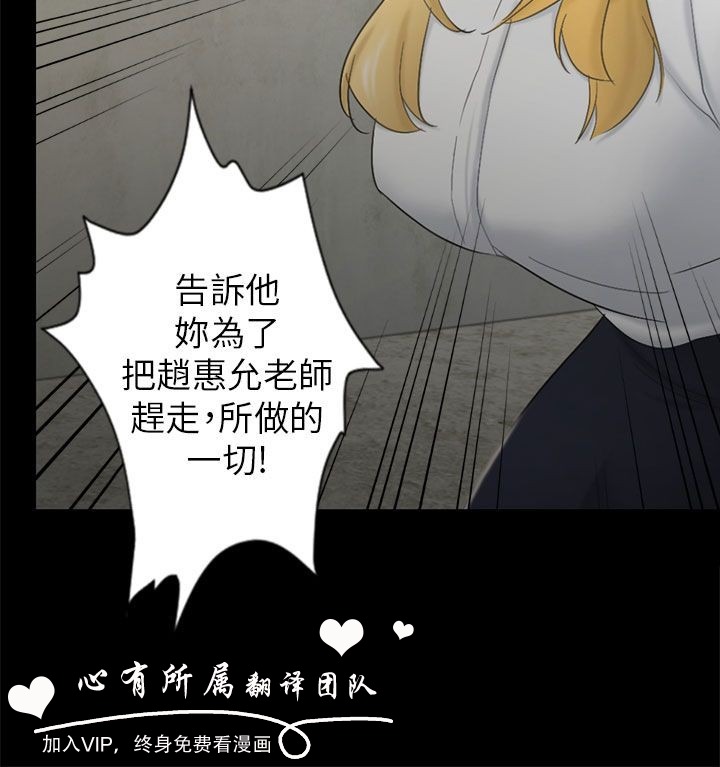 告訴他
妳為了
把趙惠允老師
趕走，所做的
一切!
心有所属翻译团队
加入VIP，终身免费看漫画